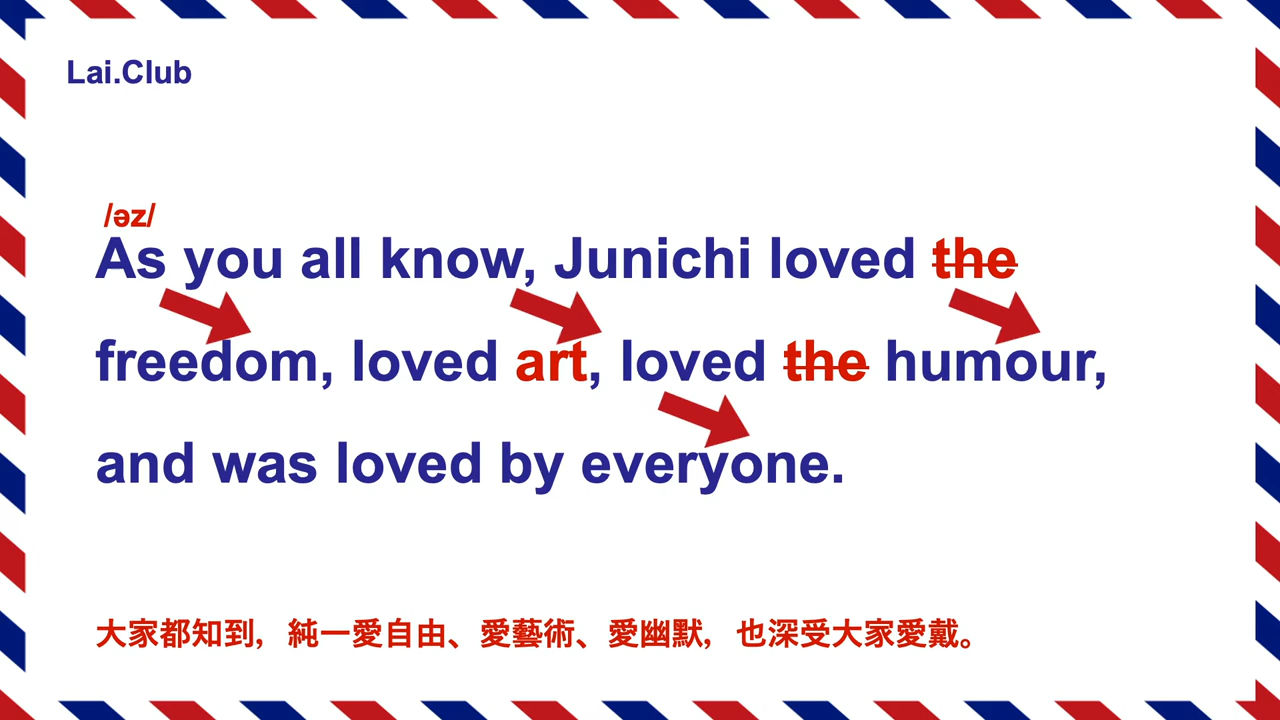 Lai.Club
/əz/
As you all know, Junichi loved the
freedom, loved art, loved the humour,
and was loved by everyone.
大家都知到，純一愛自由、愛藝術、愛幽默，也深受大家愛戴。